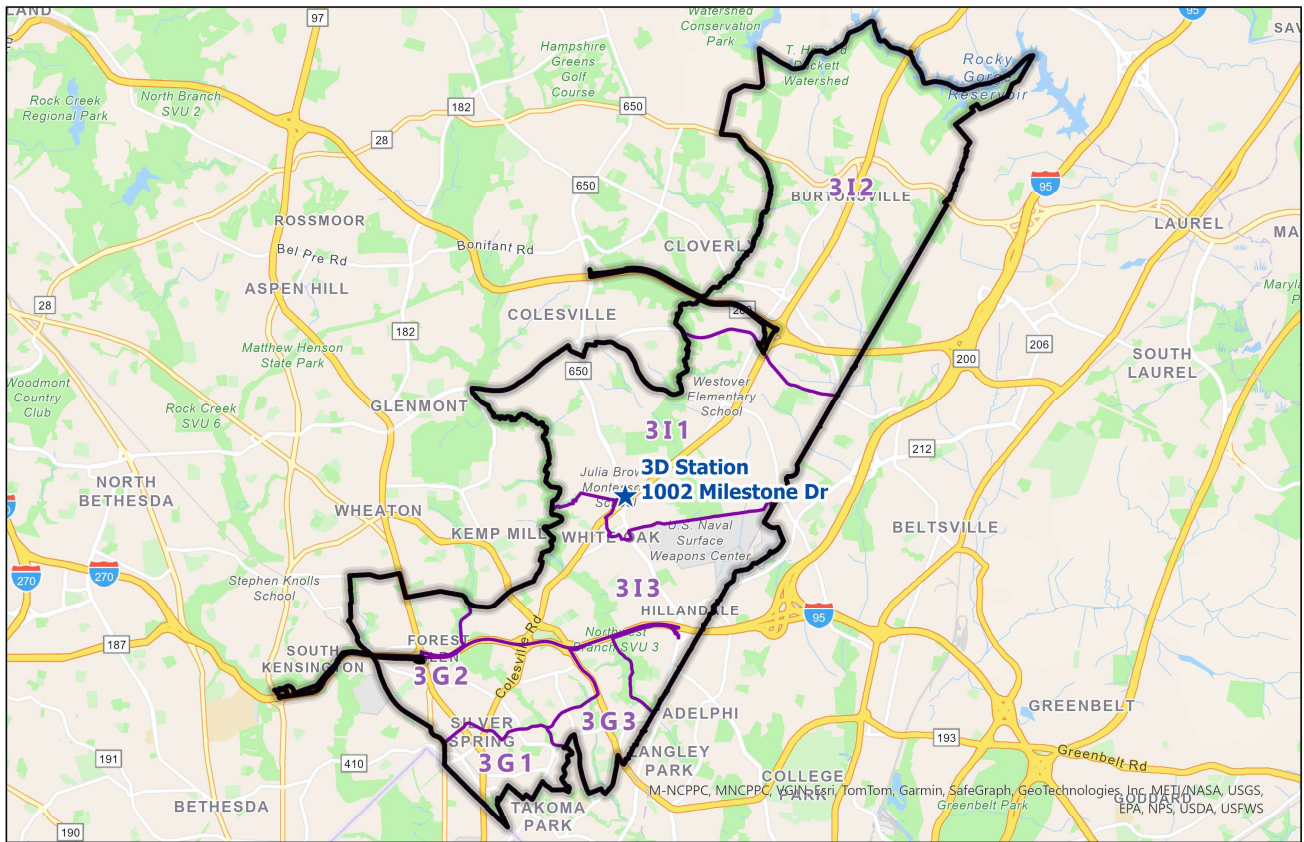 LAND
97
Watershed
Conservation
Park
95
SAV
Hampshire
Greens
Golf
Course
T. Howard
Duckett
Watershed
Rocky
Gorge
Reservoir
Rock Creek
Regional Park
North Branch
SVU 2
182
650
28
650
95
3I2
BURTONSVILLE
ROSSMOOR
LAUREL
MA
Bel Pre Rd
Bonifant Rd
CLOVERLY
ASPEN HILL
28
COLESVILLE
200
182
206
Matthew Henson
State Park
200
SOUTH
LAUREL
650
Woodmont
Country
Club
Westover
Elementary
School
Rock Creek
SVU 6
GLENMONT
3I1
212
3D Station
1002 Milestone Dr
NORTH
BETHESDA
WHEATON
KEMP MILL
WHITE OAK
U.S. Naval
Surface
Weapons Center
BELTSVILLE
270
270
Stephen Knolls
School
3I3
HILLANDALE
95
187
SOUTH
KENSINGTON
FOREST
GLEN
Northwest
Branch SVU 3
Colesville Rd
3G2
3G3
ADELPHI
GREENBELT
SILVER
SPRING
193
Greenbelt Rd
191
410
3G1
LANGLEY
PARK
COLLEGE
PARK
GODDARD
Greenbelt Park
BETHESDA
TAKOMA
PARK
190
M-NCPPC, MNCPPC, VGIN, Esri, TomTom, Garmin, SafeGraph, GeoTechnologies, Inc, METI/NASA, USGS,
EPA, NPS, USDA, USFWS